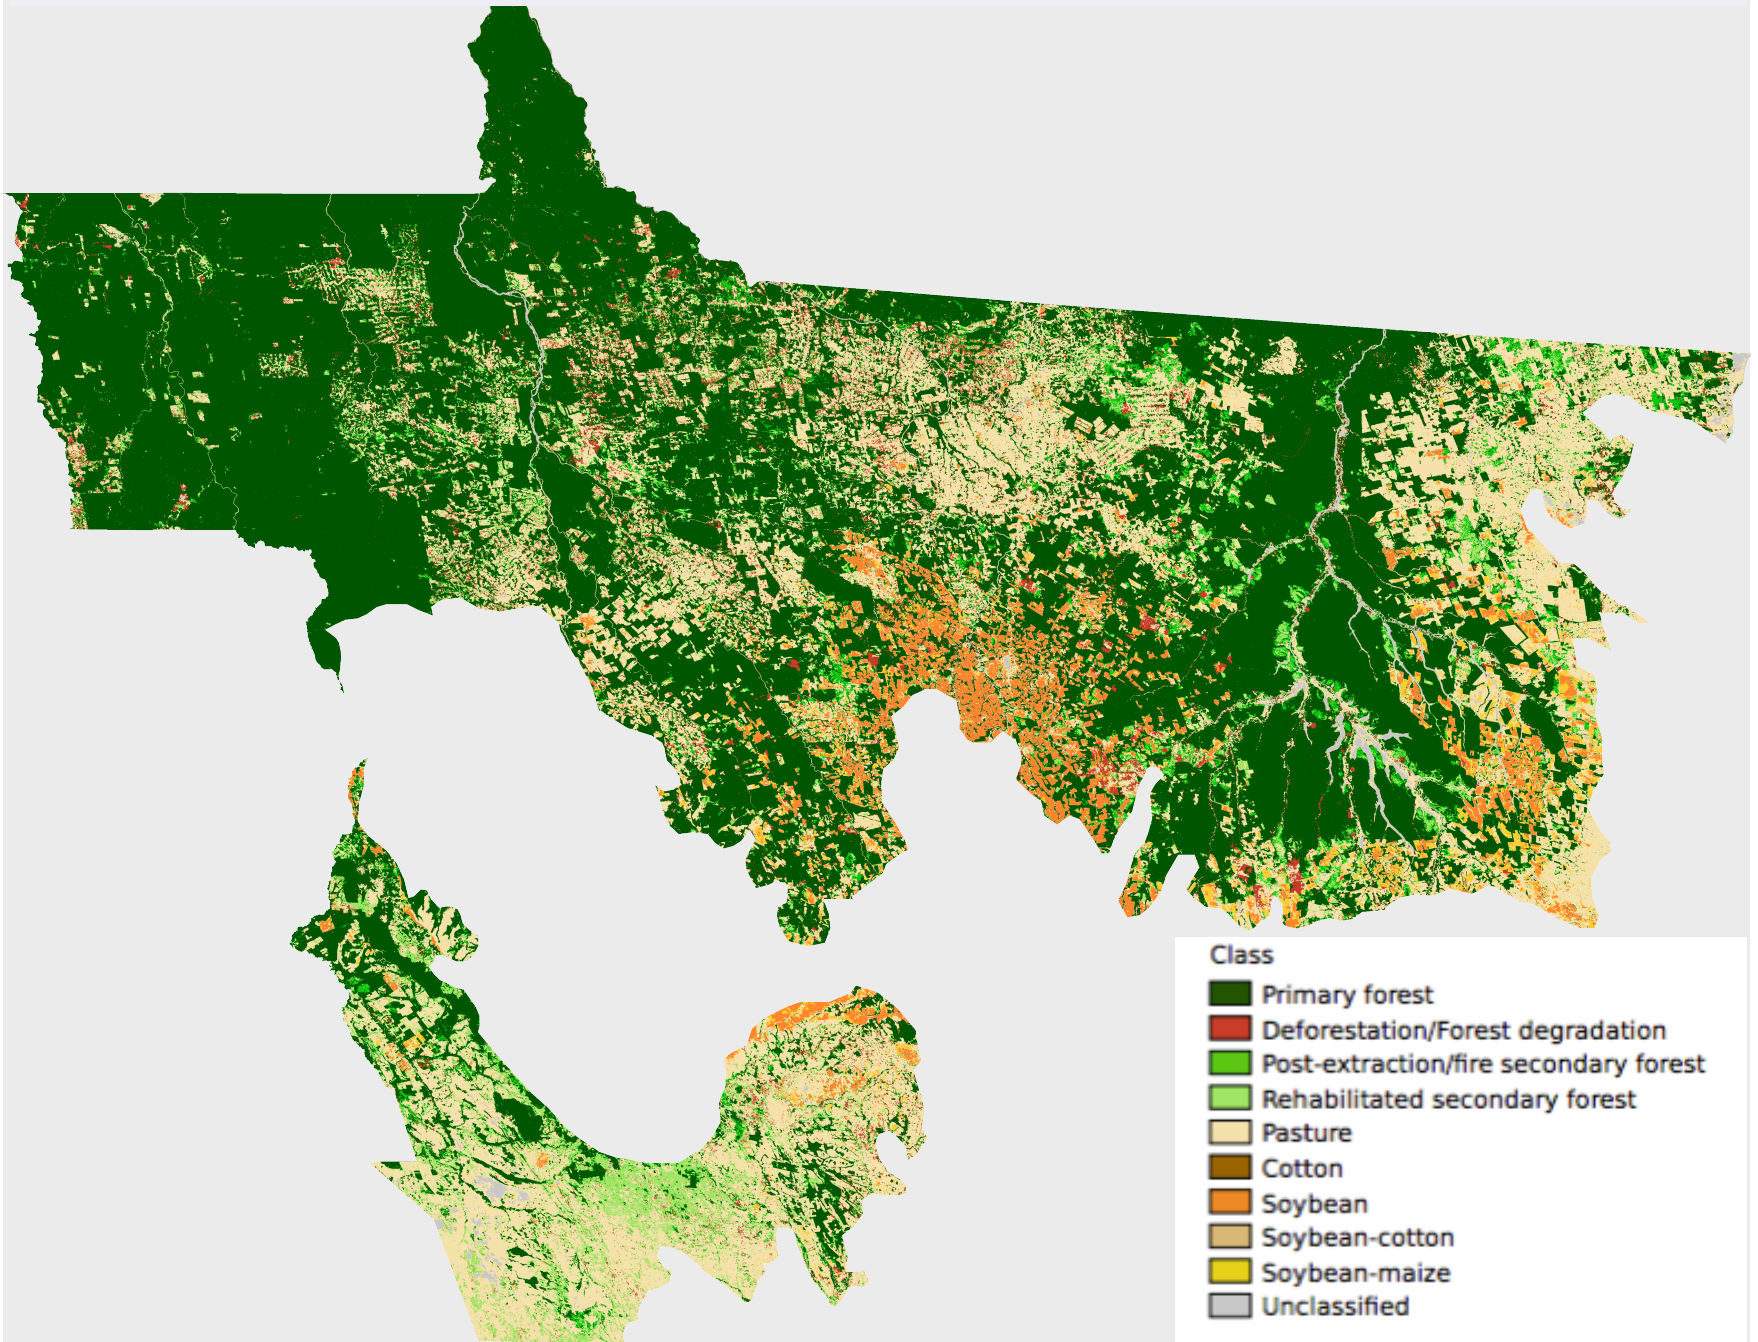 Class
Primary forest
Deforestation/Forest degradation
Post-extraction/fire secondary forest
Rehabilitated secondary forest
Pasture
Cotton
Soybean
Soybean-cotton
Soybean-maize
Unclassified